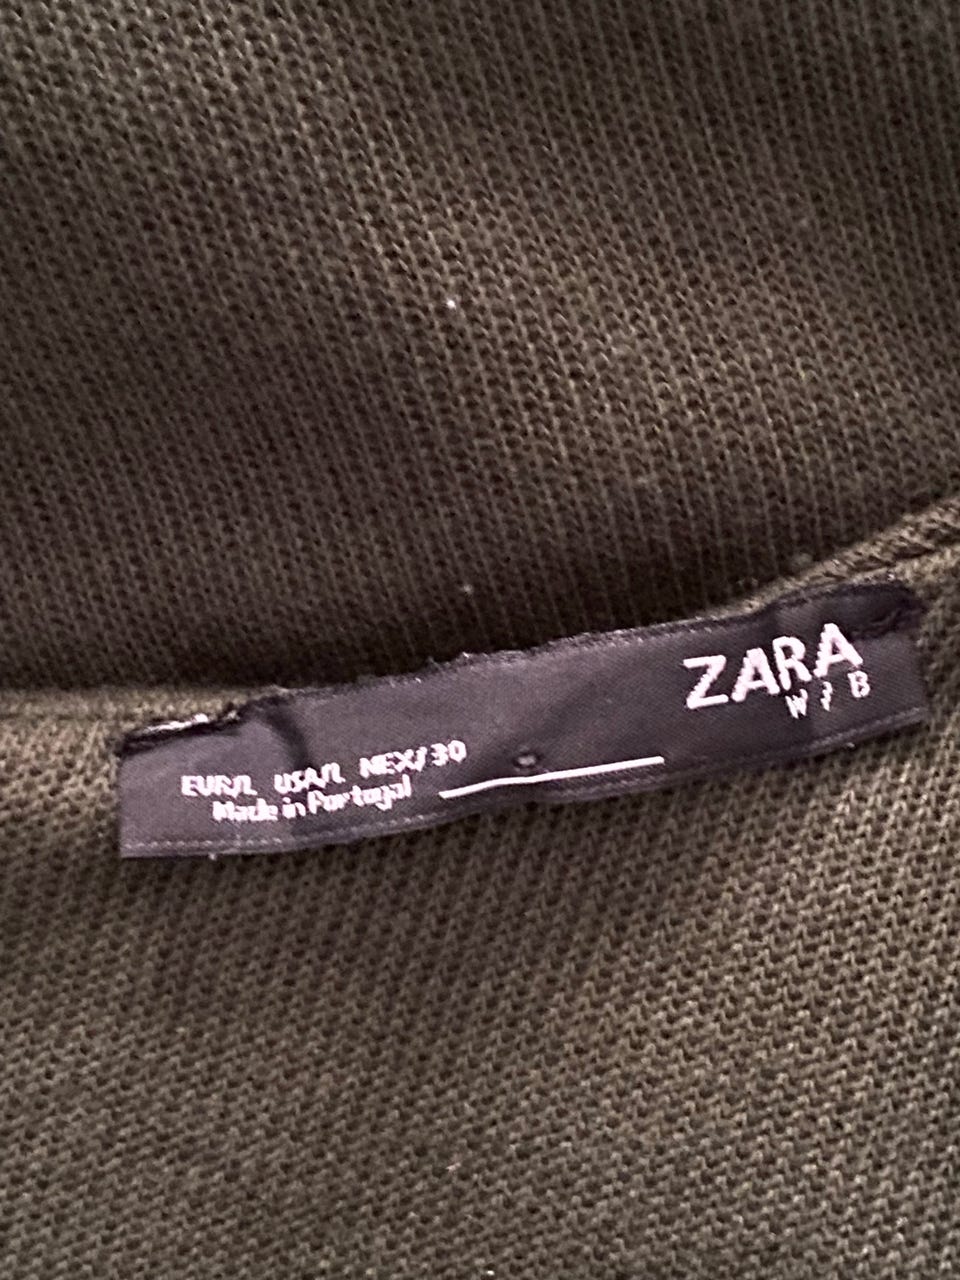 ZARA
W & B
EUR/L USA/L MEX/30
Made in Portugal